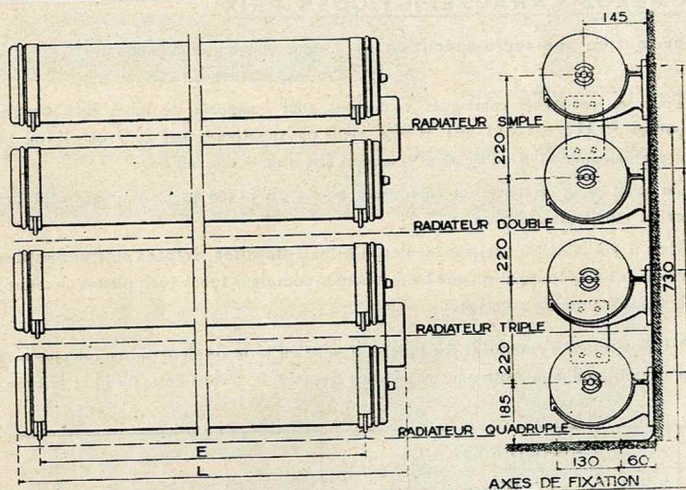 145
RADIATEUR SIMPLE
220
RADIATEUR DOUBLE
220
730
RADIATEUR TRIPLE
220
185
RADIATEUR QUADRUPLE
E
L
130
60
AXES DE FIXATION